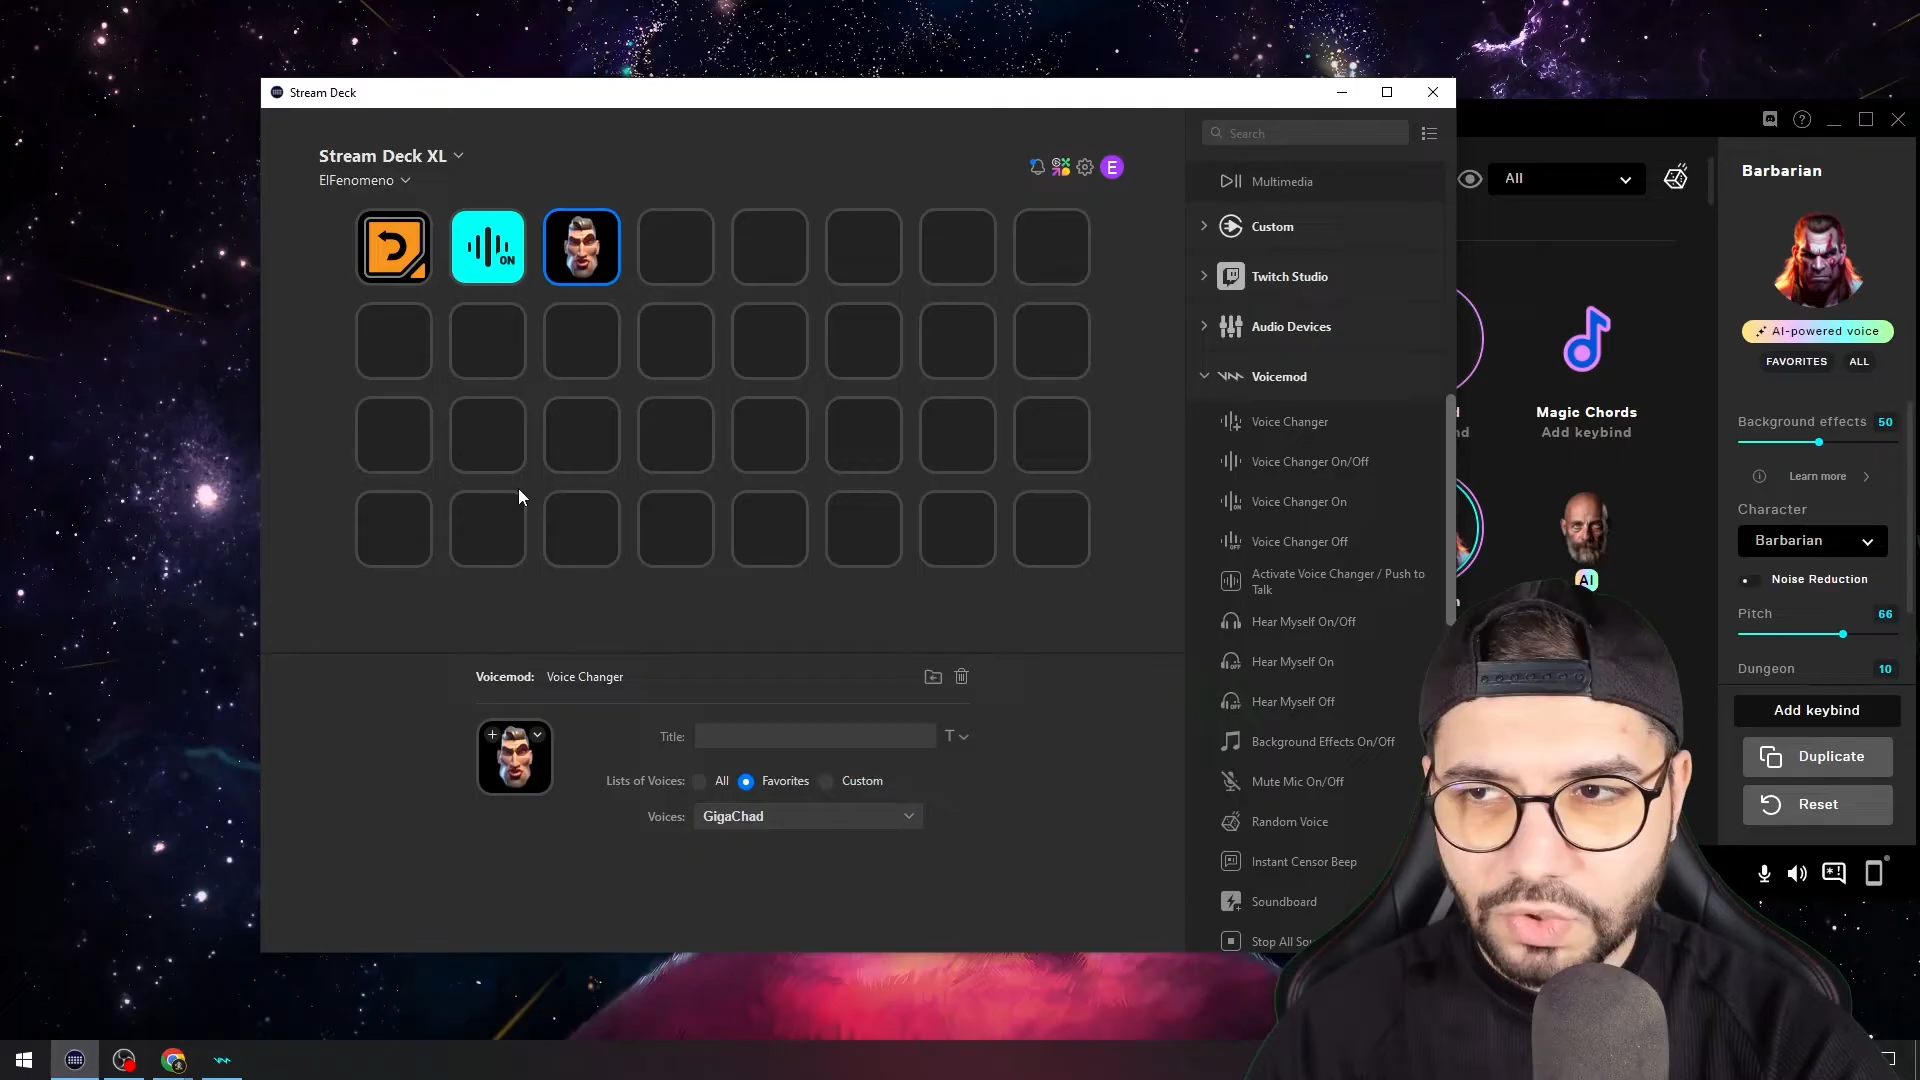 Stream Deck
Stream Deck XL
ElFenomeno
E
ON
Search
Multimedia
Custom
Twitch Studio
Audio Devices
Voicemod
Voice Changer
Voice Changer On/Off
Voice Changer On
Voice Changer Off
Activate Voice Changer / Push to
Talk
Hear Myself On/Off
Hear Myself On
Hear Myself Off
Background Effects On/Off
Mute Mic On/Off
Random Voice
Instant Censor Beep
Soundboard
Stop All Sou
Voicemod: Voice Changer
Title:
T
Lists of Voices: All Favorites Custom
Voices: GigaChad
All
Magic Chords
Add keybind
AI
Barbarian
AI-powered voice
FAVORITES ALL
Background effects 50
Learn more
Character
Barbarian
Noise Reduction
Pitch 66
Dungeon 10
Add keybind
Duplicate
Reset